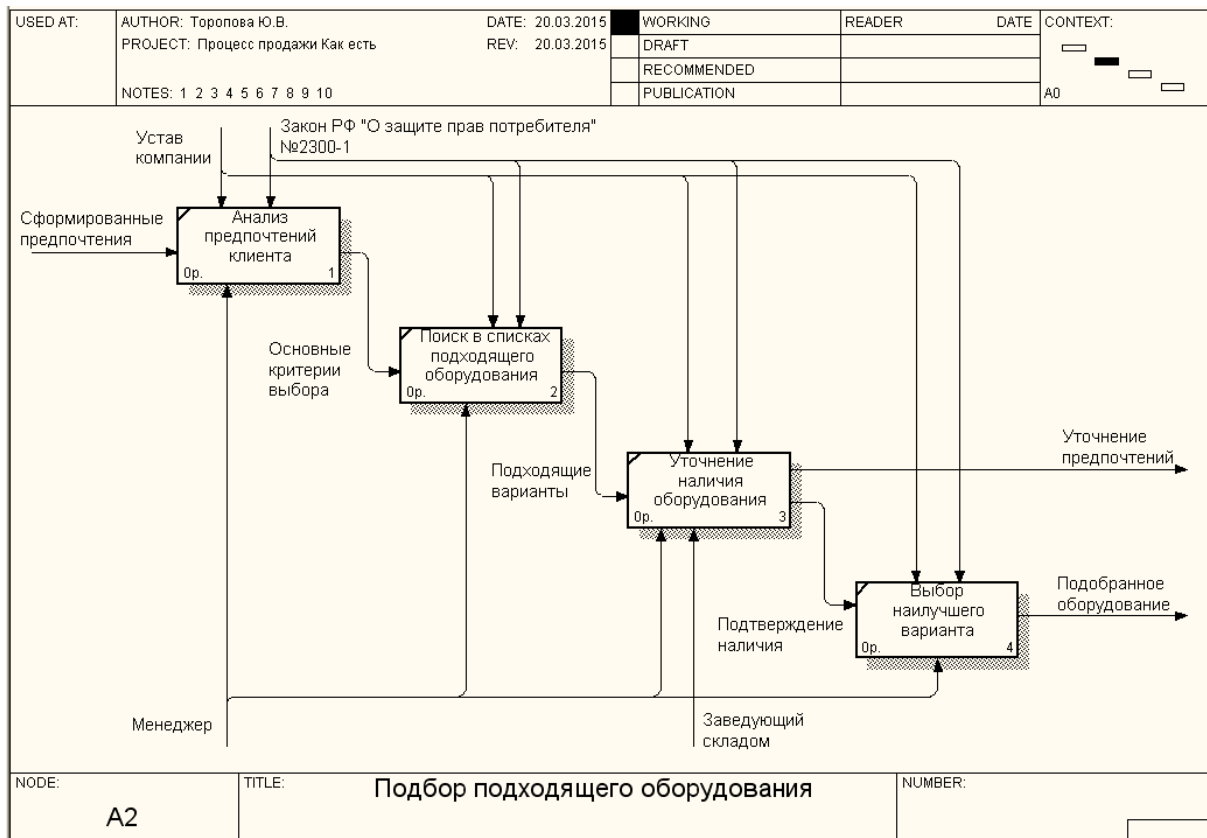 USED AT:
AUTHOR: Торопова Ю.В.
DATE: 20.03.2015
PROJECT: Процесс продажи Как есть
REV: 20.03.2015
NOTES: 1 2 3 4 5 6 7 8 9 10
WORKING
DRAFT
RECOMMENDED
PUBLICATION
READER
DATE
CONTEXT:
A0
Устав
компании
Закон РФ "О защите прав потребителя"
№2300-1
Сформированные
предпочтения
Анализ
предпочтений
клиента
0р.
1
Основные
критерии
выбора
Поиск в списках
подходящего
оборудования
0р.
2
Подходящие
варианты
Уточнение
наличия
оборудования
0р.
3
Уточнение
предпочтений
Подтверждение
наличия
Выбор
наилучшего
варианта
0р.
4
Подобранное
оборудование
Менеджер
Заведующий
складом
NODE:
A2
TITLE:
Подбор подходящего оборудования
NUMBER: